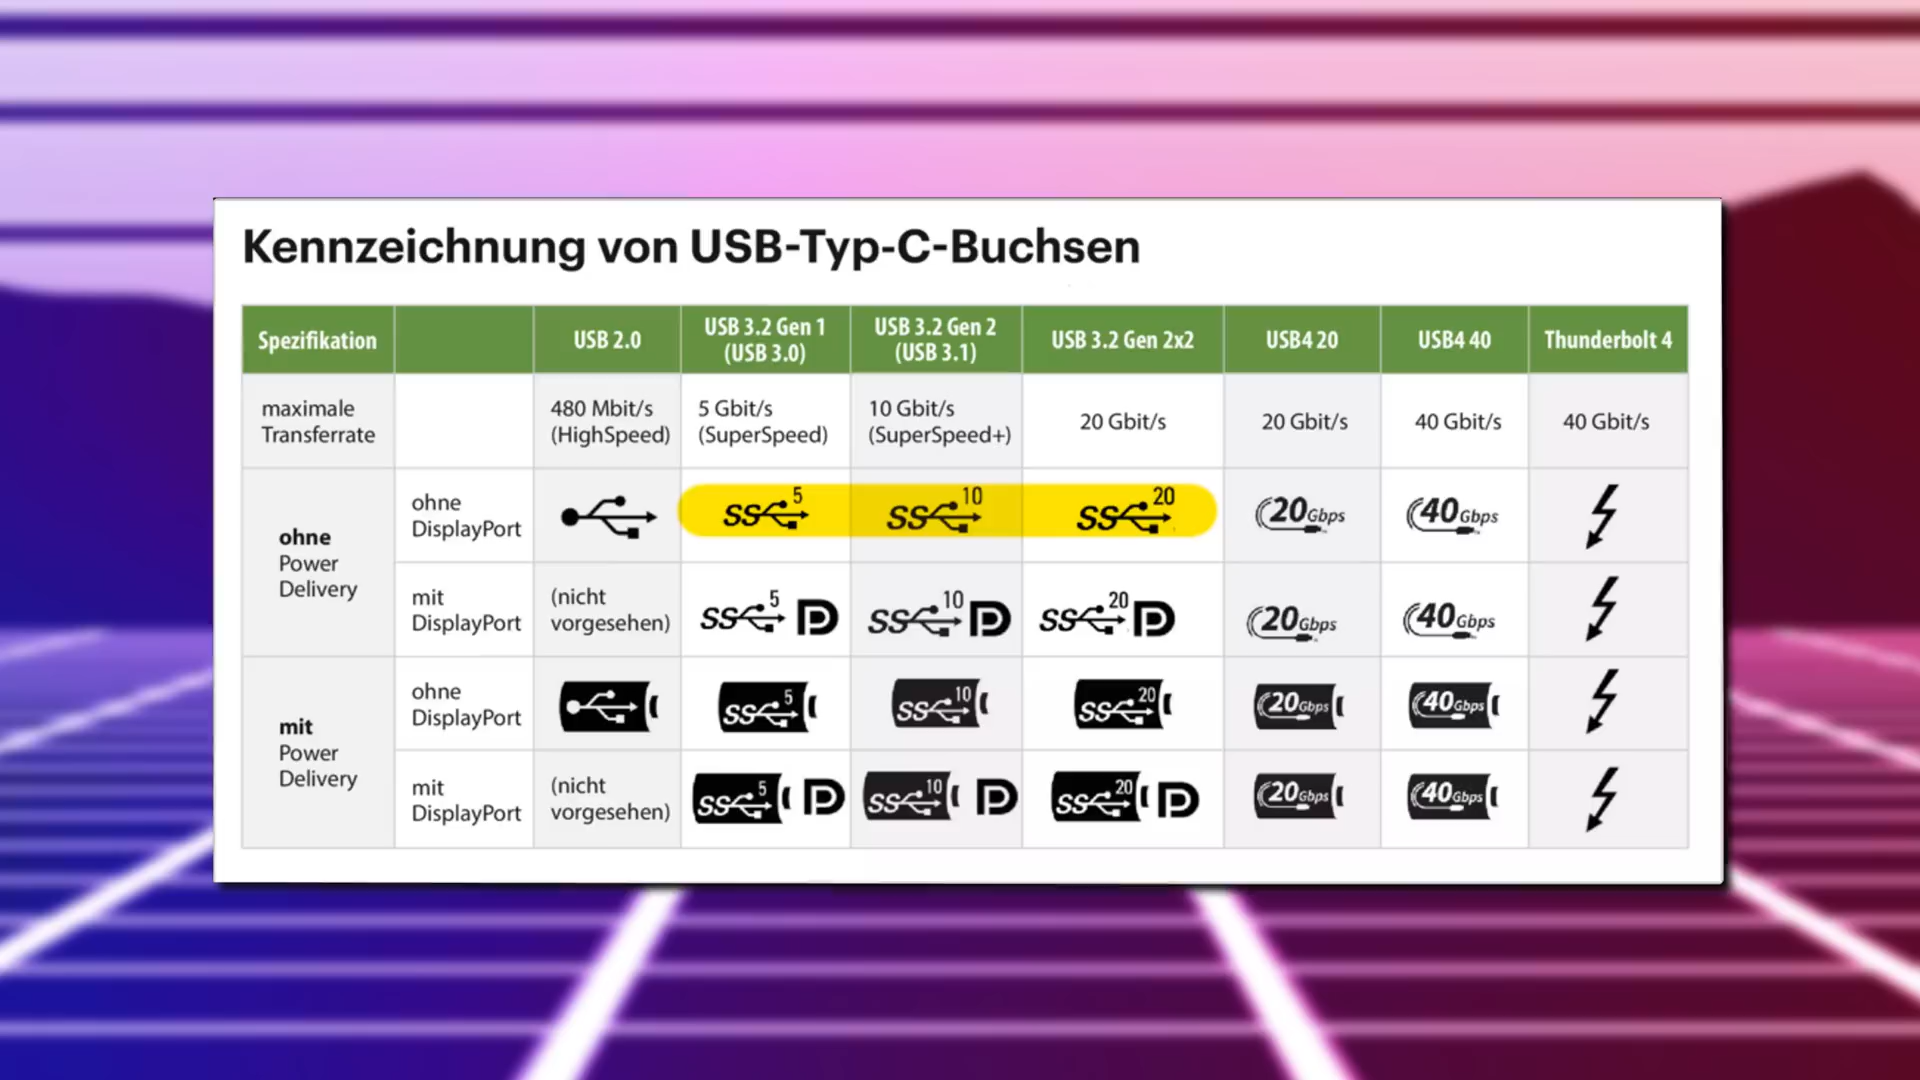 Kennzeichnung von USB-Typ-C-Buchsen
Spezifikation USB 2.0 USB 3.2 Gen 1 (USB 3.0) USB 3.2 Gen 2 (USB 3.1) USB 3.2 Gen 2x2 USB4 20 USB4 40 Thunderbolt 4
maximale Transferrate 480 Mbit/s (HighSpeed) 5 Gbit/s (SuperSpeed) 10 Gbit/s (SuperSpeed+) 20 Gbit/s 20 Gbit/s 40 Gbit/s 40 Gbit/s
ohne Power Delivery
ohne DisplayPort SS 5 SS 10 SS 20 20Gbps 40Gbps
mit DisplayPort (nicht vorgesehen) SS 5 D SS 10 D SS 20 D 20Gbps 40Gbps
mit Power Delivery
ohne DisplayPort SS 5 SS 10 SS 20 20Gbps 40Gbps
mit DisplayPort (nicht vorgesehen) SS 5 D SS 10 D SS 20 D 20Gbps 40Gbps